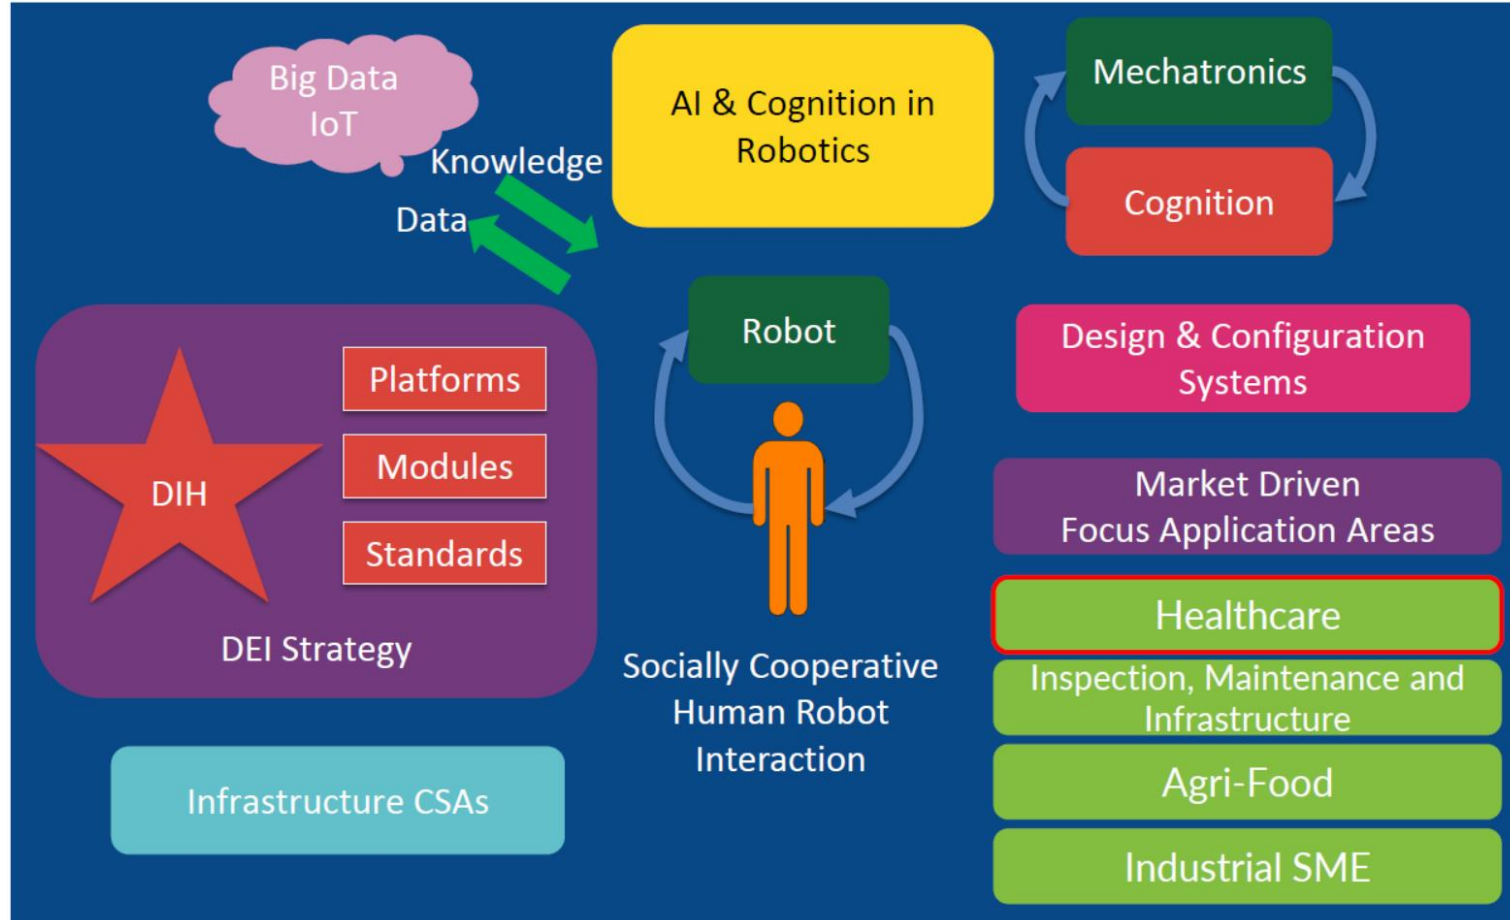 Big Data
IoT
Knowledge
Data
AI & Cognition in
Robotics
Mechatronics
Cognition
Robot
Design & Configuration
Systems
DIH
Platforms
Modules
Standards
DEI Strategy
Socially Cooperative
Human Robot
Interaction
Market Driven
Focus Application Areas
Healthcare
Inspection, Maintenance and
Infrastructure
Agri-Food
Industrial SME
Infrastructure CSAs